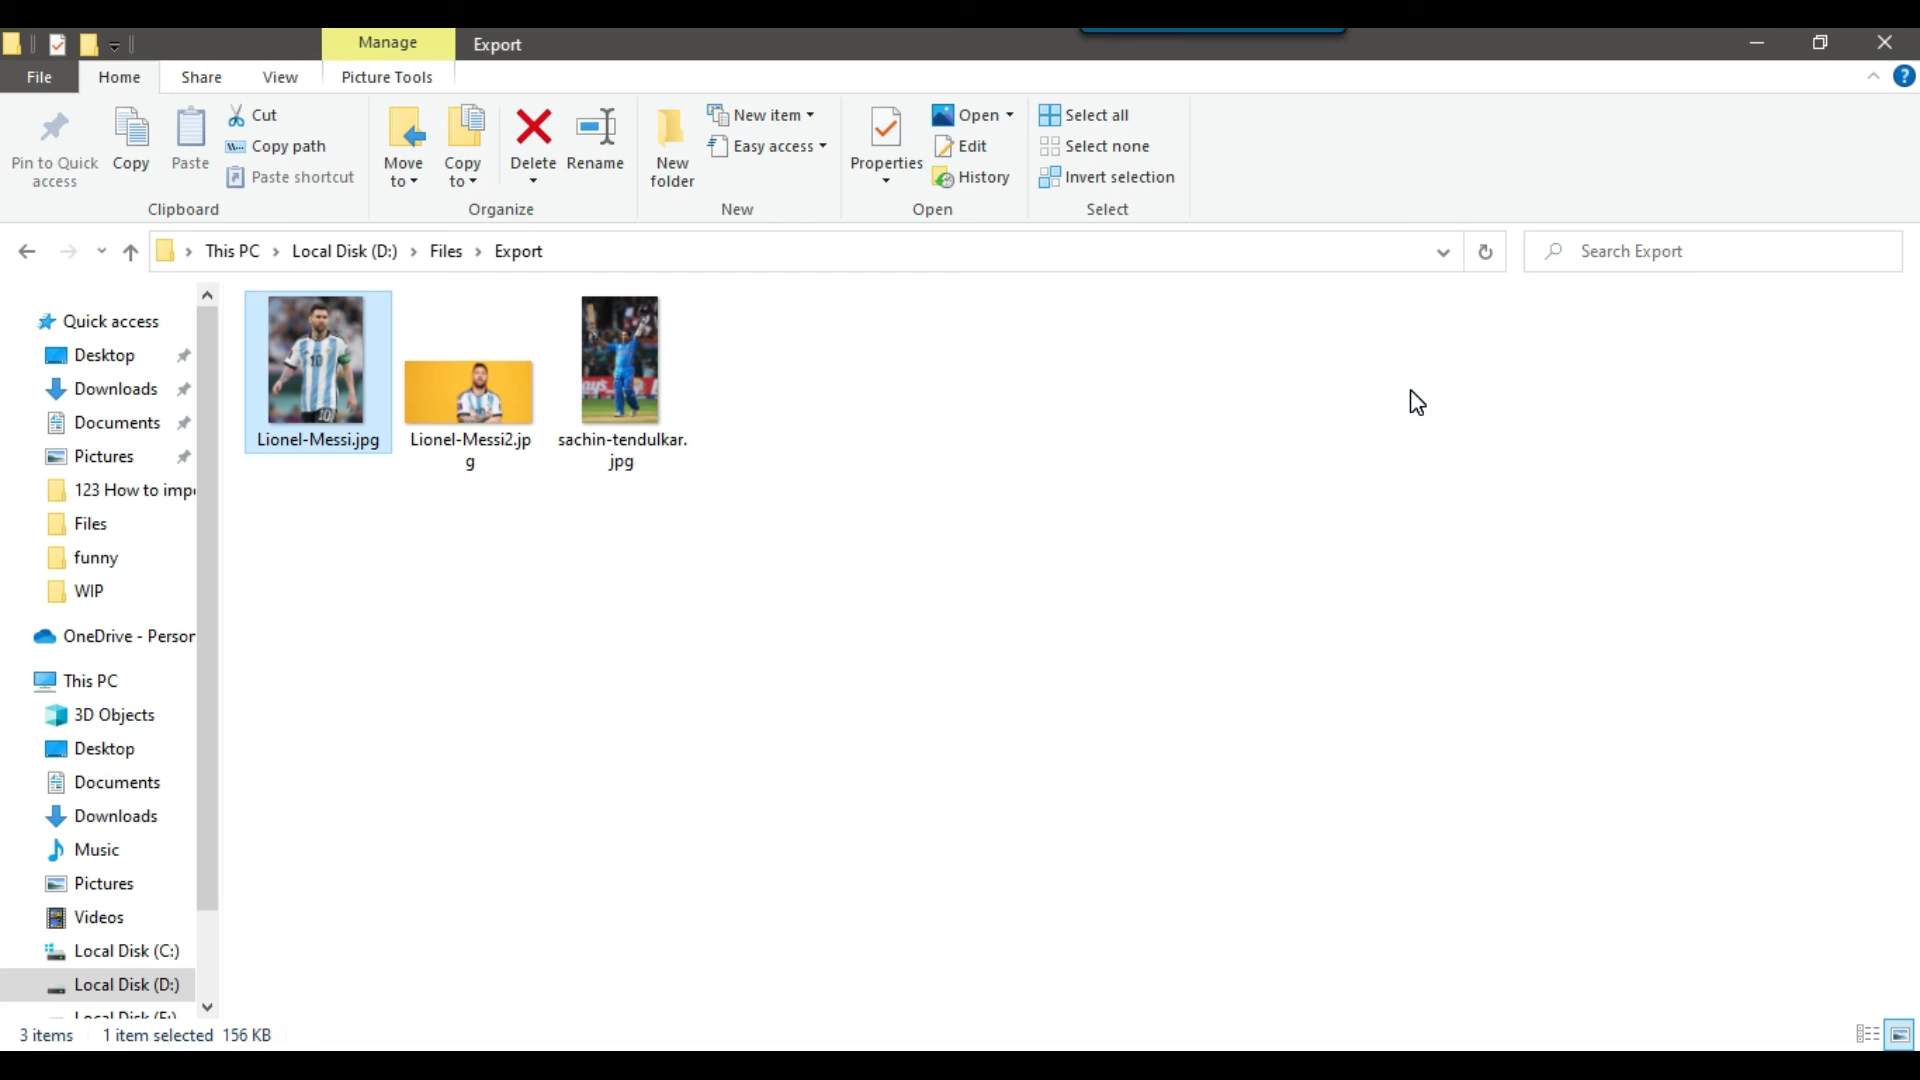 Manage
Export
File
Home
Share
View
Picture Tools
Pin to Quick
access
Copy
Paste
Cut
Copy path
Paste shortcut
Clipboard
Move
to
Copy
to
Delete
Rename
Organize
New
folder
New item
Easy access
New
Properties
Open
Edit
History
Open
Select all
Select none
Invert selection
Select
This PC
Local Disk (D:)
Files
Export
Search Export
Quick access
Desktop
Downloads
Documents
Pictures
123 How to imp
Files
funny
WIP
OneDrive - Person
This PC
3D Objects
Desktop
Documents
Downloads
Music
Pictures
Videos
Local Disk (C:)
Local Disk (D:)
Lionel-Messi.jpg
Lionel-Messi2.jp
g
sachin-tendulkar.
jpg
3 items
1 item selected 156 KB